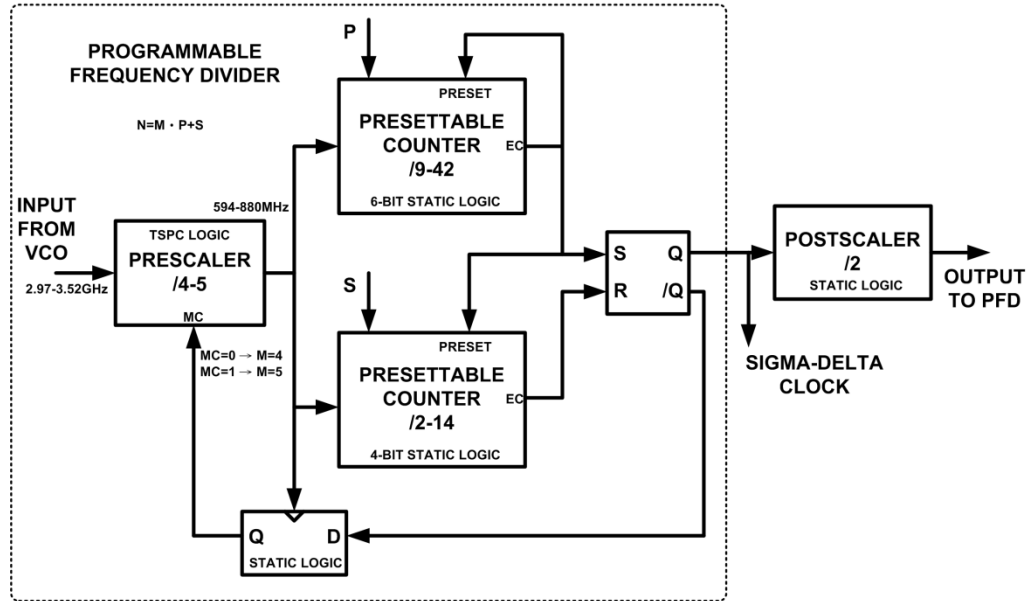 PROGRAMMABLE
FREQUENCY DIVIDER
N=M · P+S
P
PRESET
PRESETTABLE
COUNTER
/9-42
EC
6-BIT STATIC LOGIC
INPUT
FROM
VCO
2.97-3.52GHz
594-880MHz
TSPC LOGIC
PRESCALER
/4-5
MC
MC=0 → M=4
MC=1 → M=5
S
PRESET
PRESETTABLE
COUNTER
/2-14
EC
4-BIT STATIC LOGIC
S Q
R /Q
POSTSCALER
/2
STATIC LOGIC
OUTPUT
TO PFD
SIGMA-DELTA
CLOCK
Q D
STATIC LOGIC